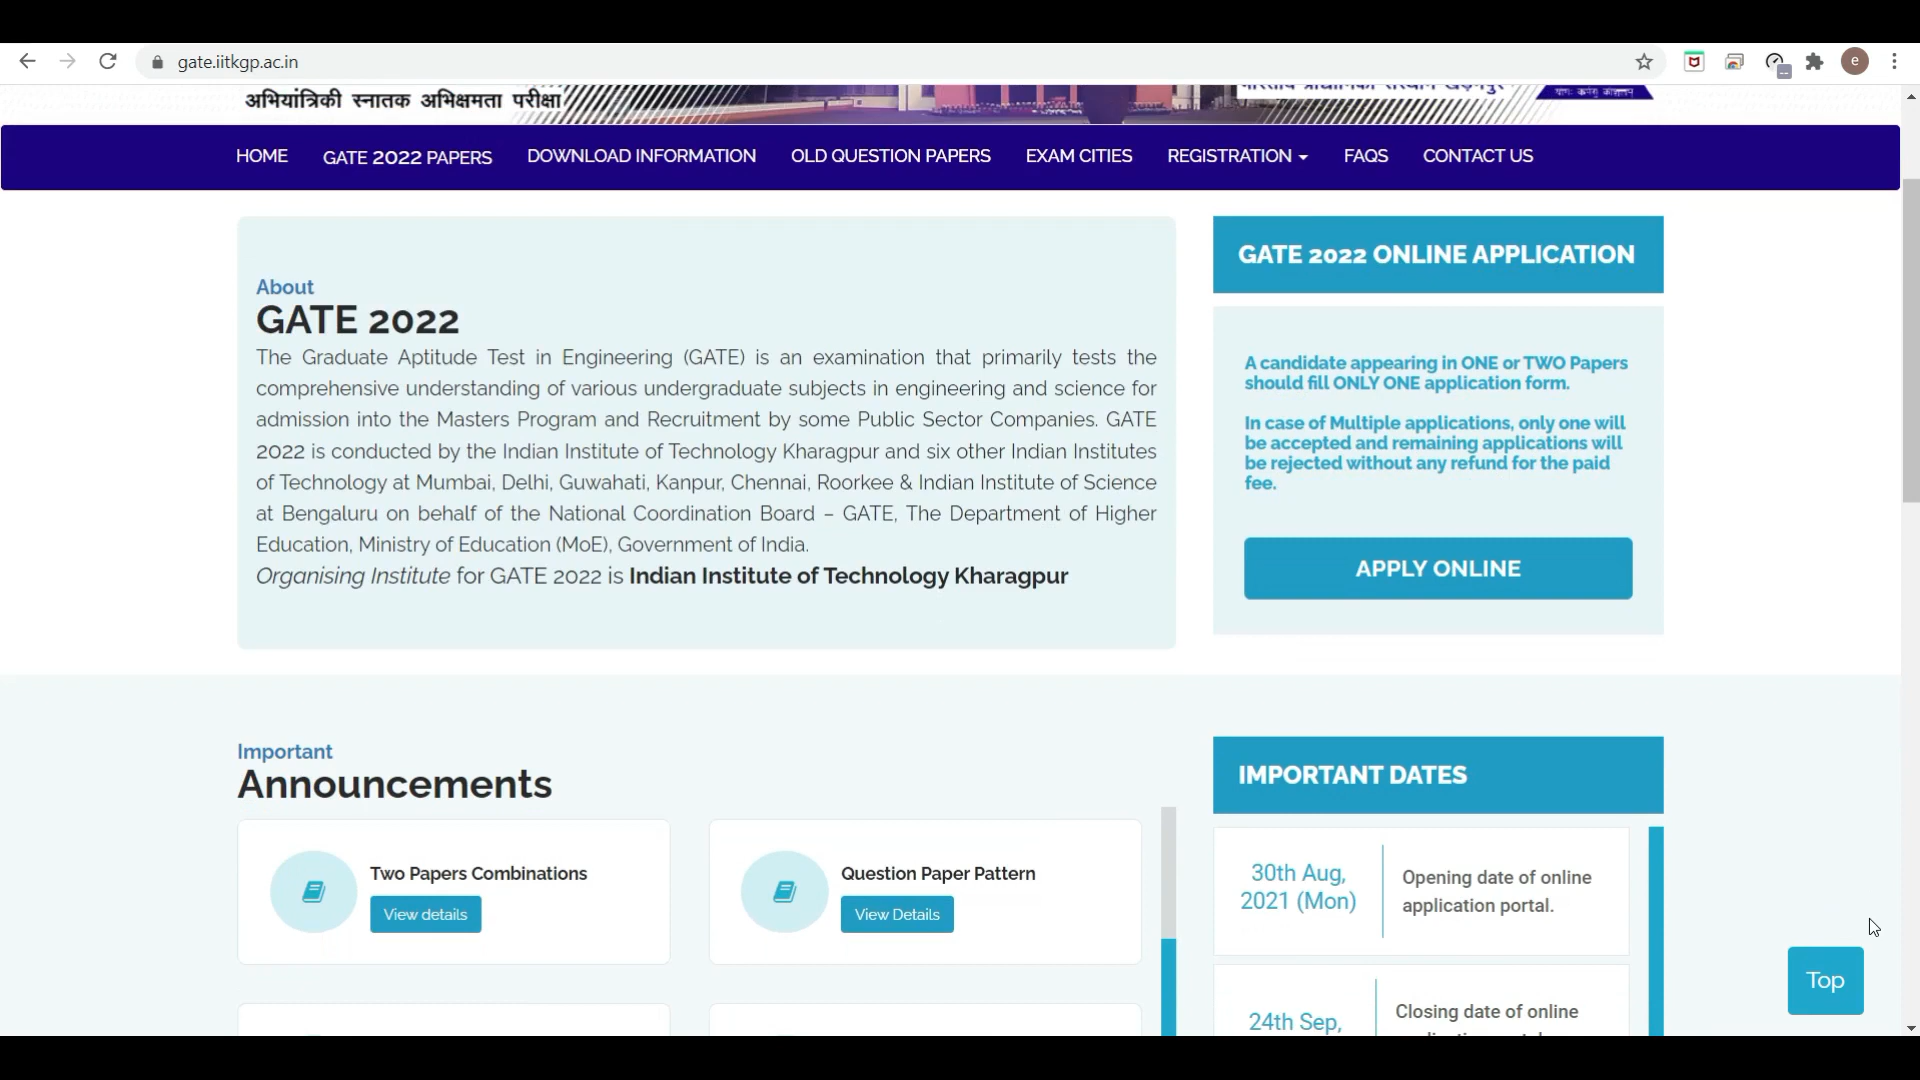 gate.iitkgp.ac.in
e
अभियांत्रिकी स्नातक अभिक्षमता परीक्षा
HOME GATE 2022 PAPERS DOWNLOAD INFORMATION OLD QUESTION PAPERS EXAM CITIES REGISTRATION FAQS CONTACT US
About
GATE 2022
The Graduate Aptitude Test in Engineering (GATE) is an examination that primarily tests the
comprehensive understanding of various undergraduate subjects in engineering and science for
admission into the Masters Program and Recruitment by some Public Sector Companies. GATE
2022 is conducted by the Indian Institute of Technology Kharagpur and six other Indian Institutes
of Technology at Mumbai, Delhi, Guwahati, Kanpur, Chennai, Roorkee & Indian Institute of Science
at Bengaluru on behalf of the National Coordination Board – GATE, The Department of Higher
Education, Ministry of Education (MoE), Government of India.
Organising Institute for GATE 2022 is Indian Institute of Technology Kharagpur
GATE 2022 ONLINE APPLICATION
A candidate appearing in ONE or TWO Papers
should fill ONLY ONE application form.
In case of Multiple applications, only one will
be accepted and remaining applications will
be rejected without any refund for the paid
fee.
APPLY ONLINE
Important
Announcements
Two Papers Combinations
View details
Question Paper Pattern
View Details
IMPORTANT DATES
30th Aug,
2021 (Mon)
Opening date of online
application portal.
24th Sep,
Closing date of online
Top